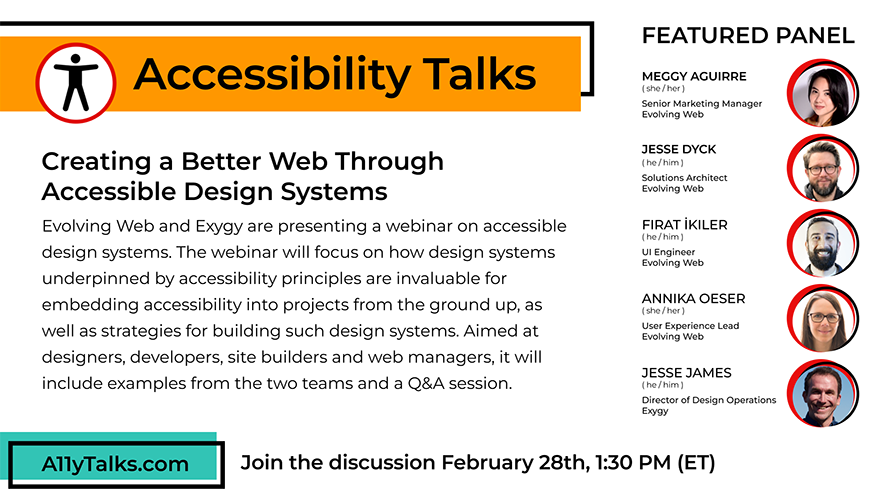 Accessibility Talks
Creating a Better Web Through
Accessible Design Systems
Evolving Web and Exygy are presenting a webinar on accessible
design systems. The webinar will focus on how design systems
underpinned by accessibility principles are invaluable for
embedding accessibility into projects from the ground up, as
well as strategies for building such design systems. Aimed at
designers, developers, site builders and web managers, it will
include examples from the two teams and a Q&A session.
A11yTalks.com
Join the discussion February 28th, 1:30 PM (ET)
FEATURED PANEL
MEGGY AGUIRRE
( she / her )
Senior Marketing Manager
Evolving Web
JESSE DYCK
( he / him )
Solutions Architect
Evolving Web
FIRAT İKILER
( he / him )
UI Engineer
Evolving Web
ANNIKA OESER
( she / her )
User Experience Lead
Evolving Web
JESSE JAMES
( he / him )
Director of Design Operations
Exygy